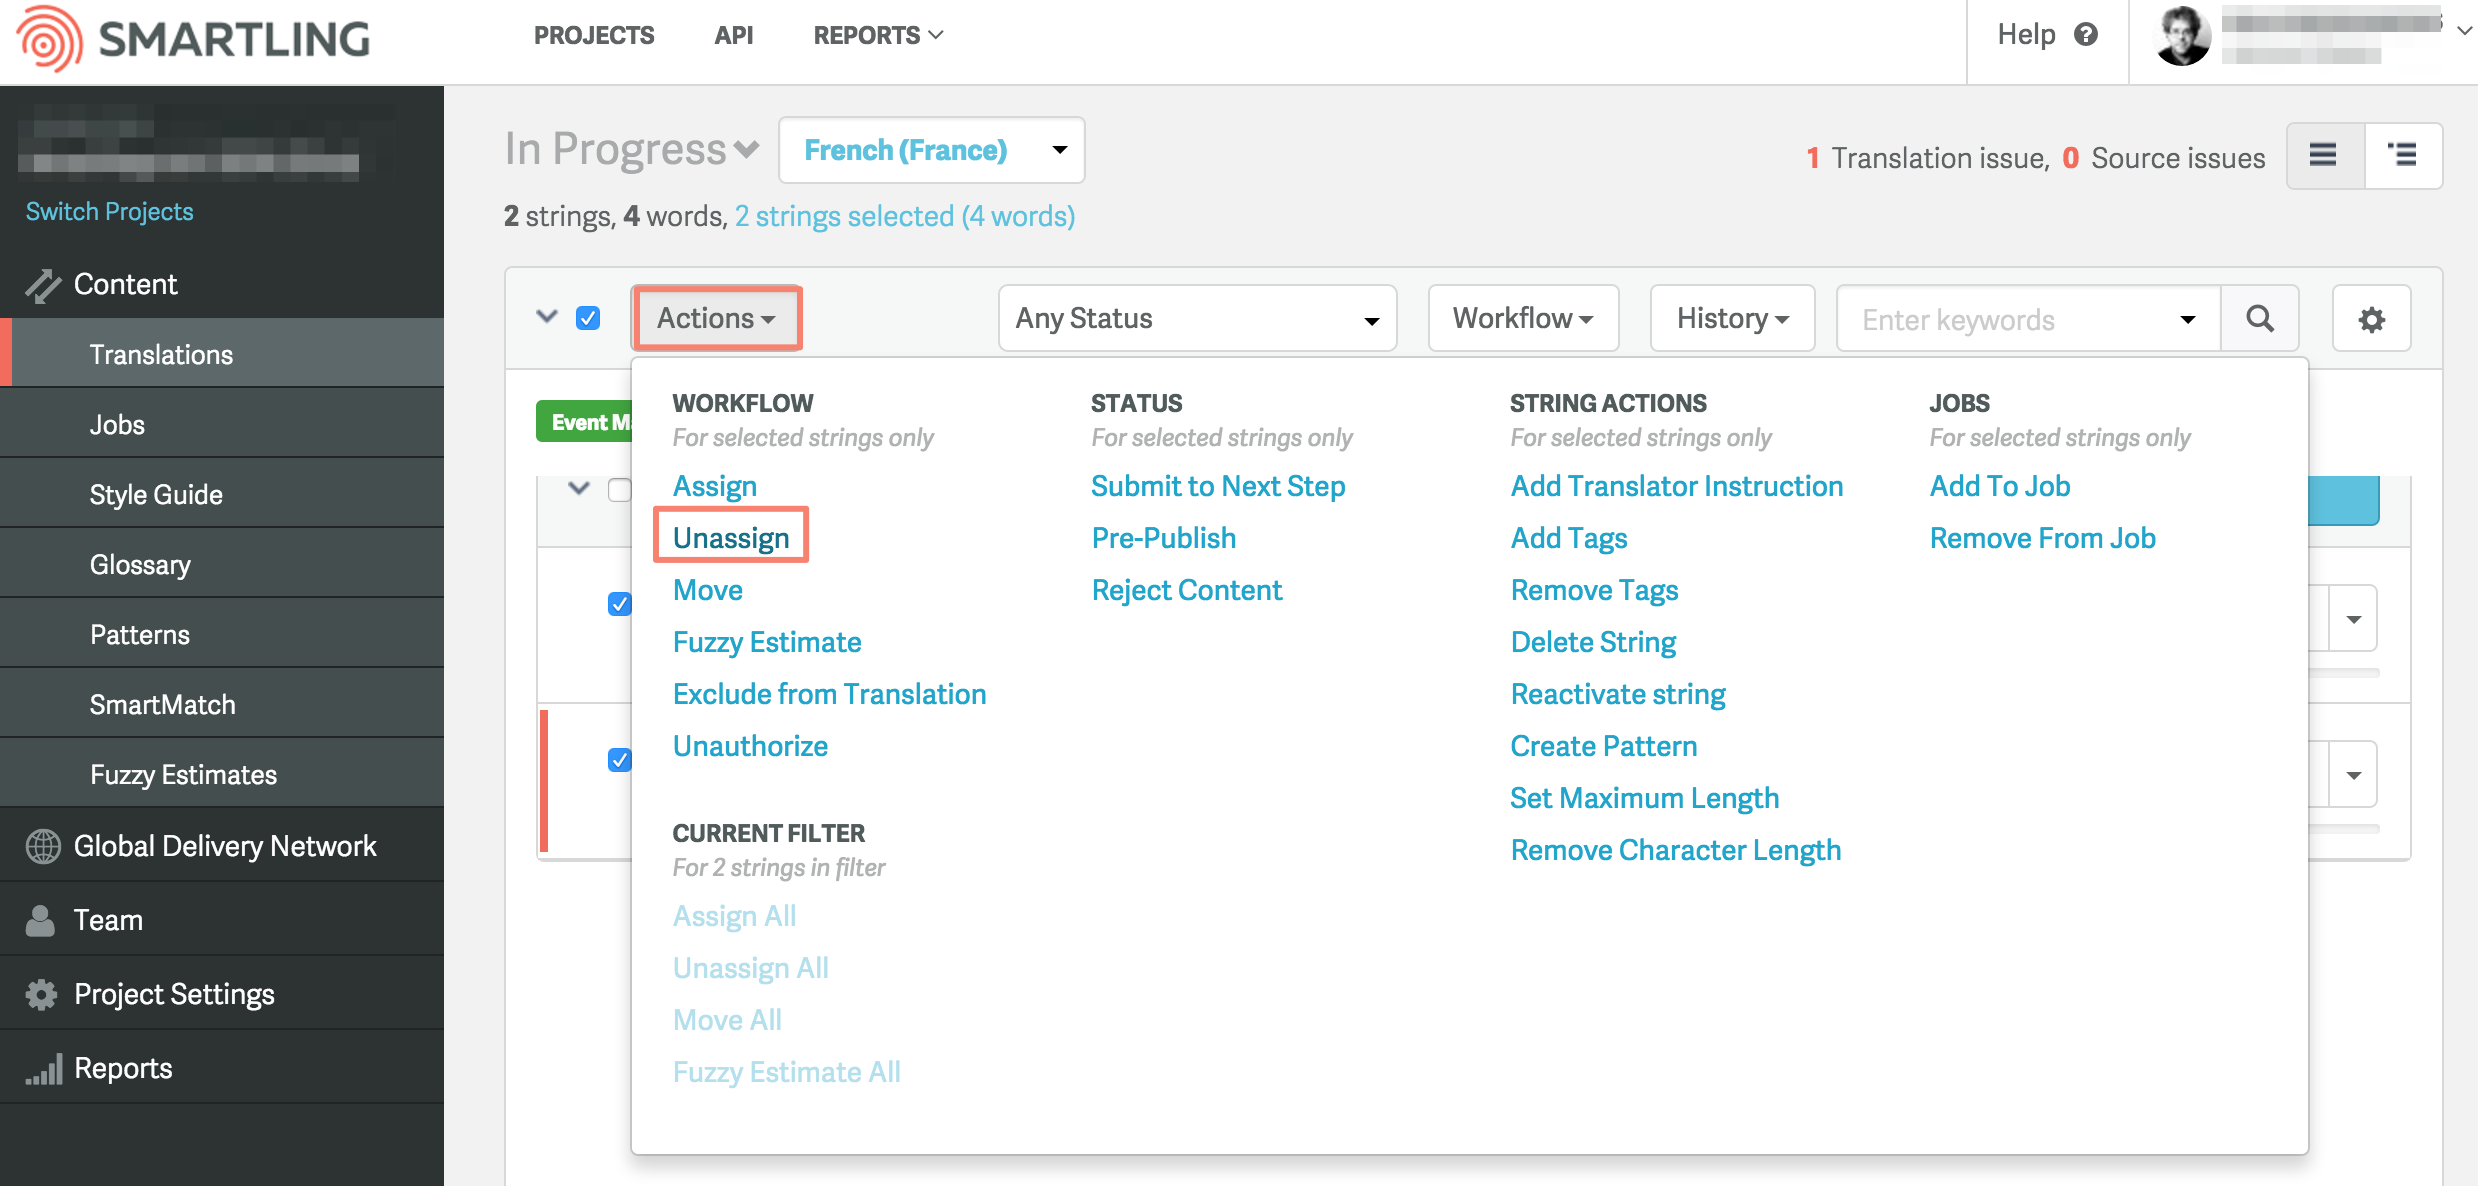 SMARTLING
PROJECTS API REPORTS
Help ?
Switch Projects
Content
Translations
Jobs
Style Guide
Glossary
Patterns
SmartMatch
Fuzzy Estimates
Global Delivery Network
Team
Project Settings
Reports
In Progress French (France)
1 Translation issue, 0 Source issues
2 strings, 4 words, 2 strings selected (4 words)
Actions Any Status Workflow History Enter keywords
Event
WORKFLOW
For selected strings only
Assign
Unassign
Move
Fuzzy Estimate
Exclude from Translation
Unauthorize
CURRENT FILTER
For 2 strings in filter
Assign All
Unassign All
Move All
Fuzzy Estimate All
STATUS
For selected strings only
Submit to Next Step
Pre-Publish
Reject Content
STRING ACTIONS
For selected strings only
Add Translator Instruction
Add Tags
Remove Tags
Delete String
Reactivate string
Create Pattern
Set Maximum Length
Remove Character Length
JOBS
For selected strings only
Add To Job
Remove From Job